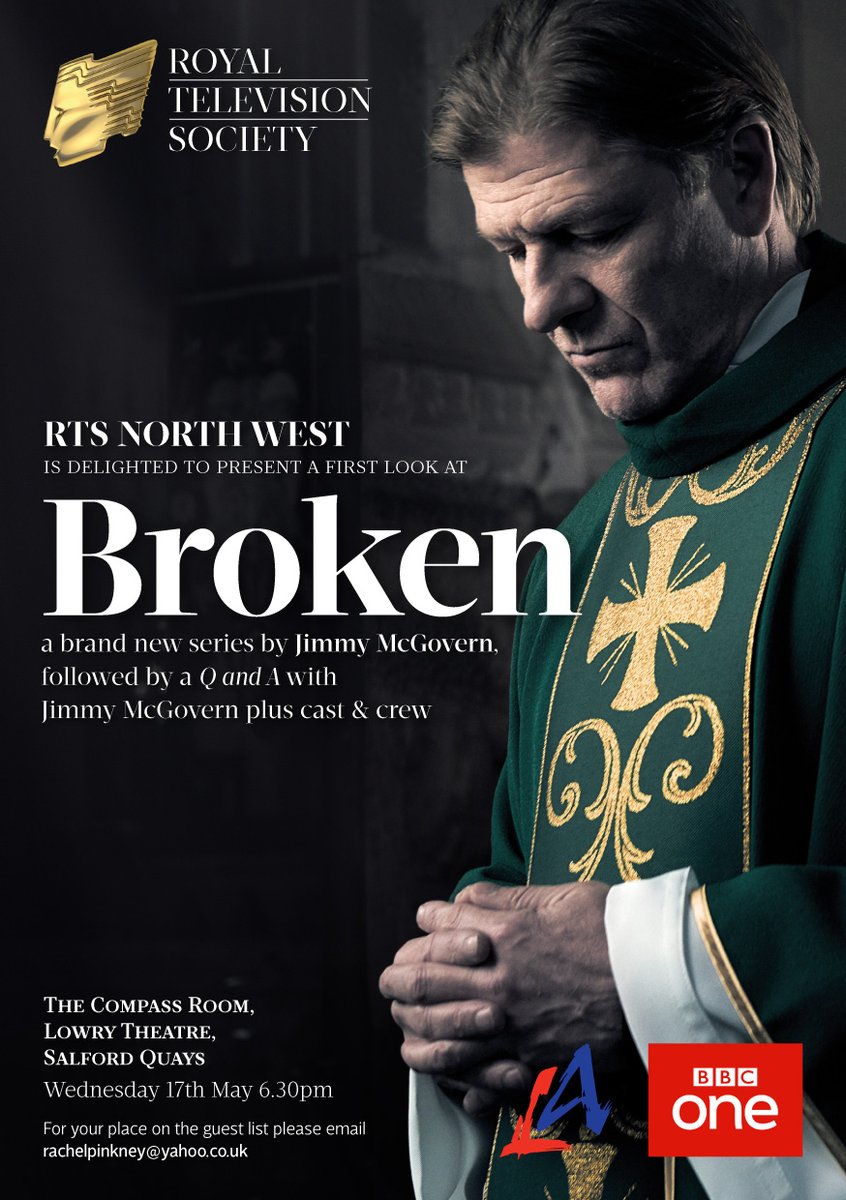 ROYAL
TELEVISION
SOCIETY
RTS NORTH WEST
IS DELIGHTED TO PRESENT A FIRST LOOK AT
Broken
a brand new series by Jimmy McGovern,
followed by a Q and A with
Jimmy McGovern plus cast & crew
THE COMPASS ROOM,
LOWRY THEATRE,
SALFORD QUAYS
Wednesday 17th May 6.30pm
For your place on the guest list please email
rachelpinkney@yahoo.co.uk
LA
BBC
one